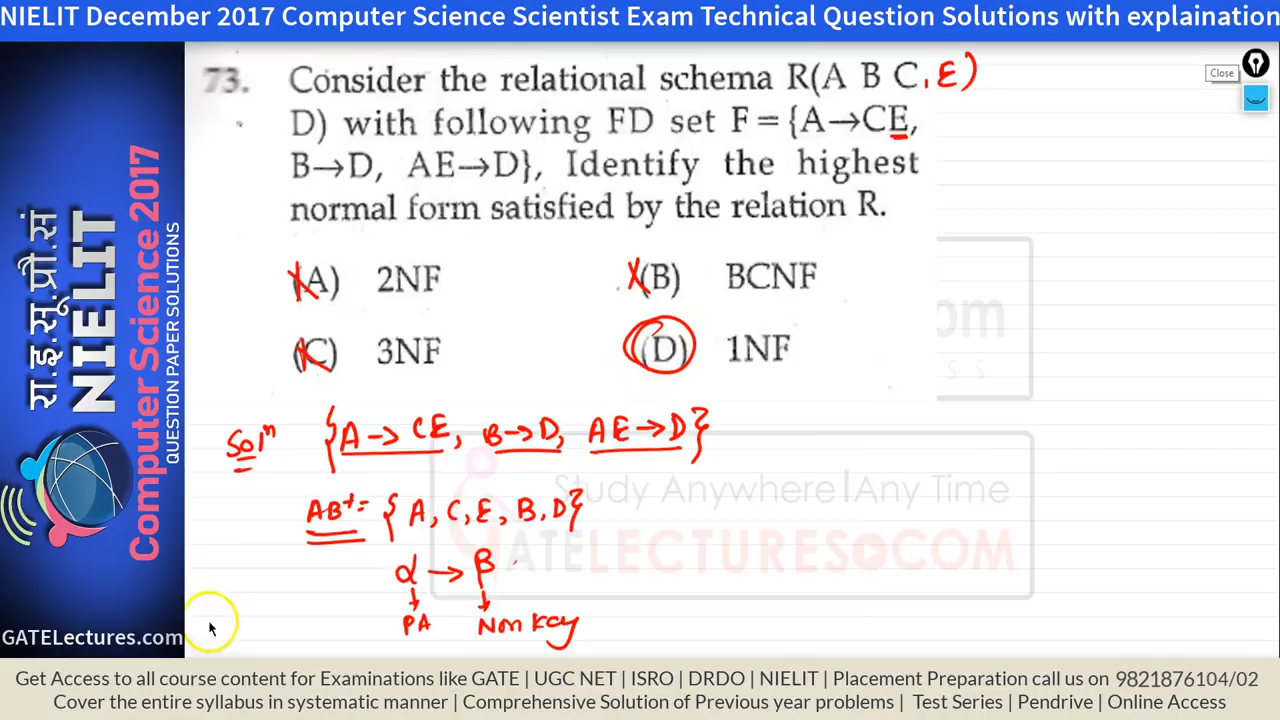 NIELIT December 2017 Computer Science Scientist Exam Technical Question Solutions with explaination
Close
73. Consider the relational schema R(A B C, E)
D) with following FD set F = {A→CE,
B→D, AE→D}, Identify the highest
normal form satisfied by the relation R.
(A) 2NF (B) BCNF
(C) 3NF (D) 1NF
Solⁿ {A → CE, B → D, AE → D}
AB⁺ = {A, C, E, B, D}
α → β
PA Non Key
Study Anywhere Any Time
GATELECTURES.COM
रा.इ.सू.प्रौ.सं
NIELIT
Computer Science 2017
QUESTION PAPER SOLUTIONS
GATELectures.com
Get Access to all course content for Examinations like GATE | UGC NET | ISRO | DRDO | NIELIT | Placement Preparation call us on 9821876104/02
Cover the entire syllabus in systematic manner | Comprehensive Solution of Previous year problems | Test Series | Pendrive | Online Access